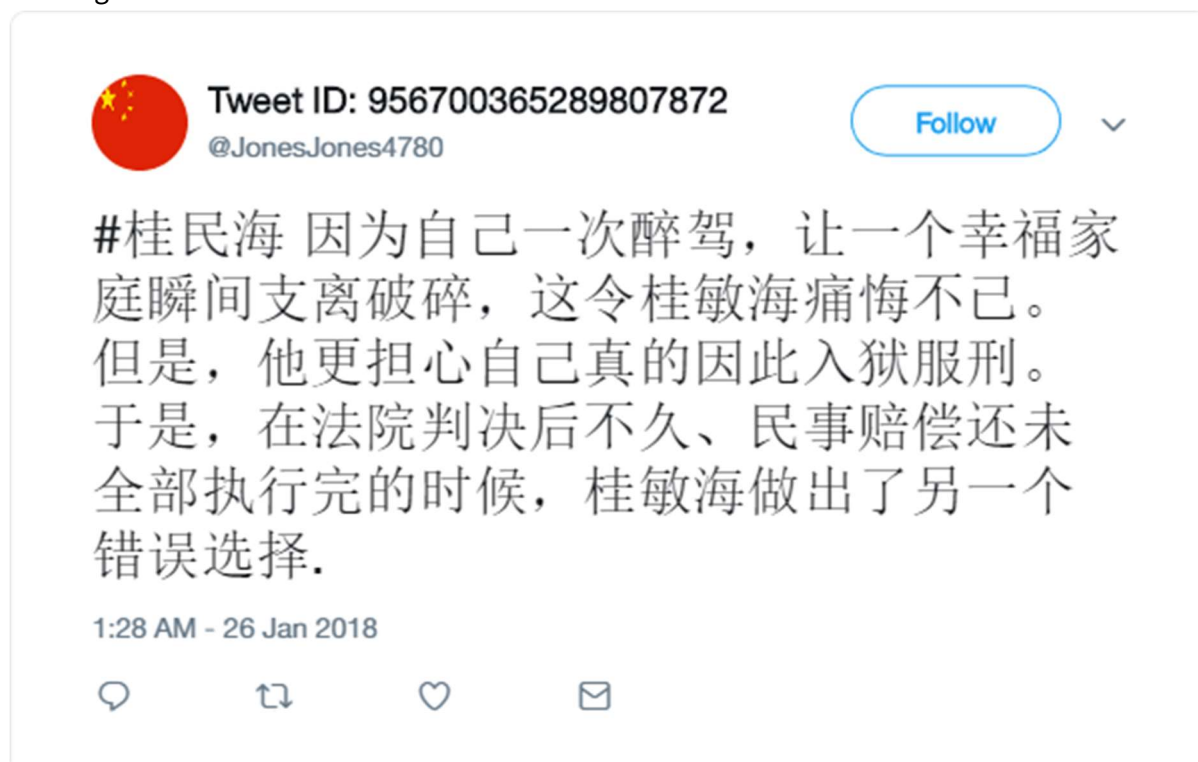 Tweet ID: 956700365289807872
Follow
@JonesJones4780
#桂民海 因为自己一次醉驾，让一个幸福家
庭瞬间支离破碎，这令桂敏海痛悔不已。
但是，他更担心自己真的因此入狱服刑。
于是，在法院判决后不久、民事赔偿还未
全部执行完的时候，桂敏海做出了另一个
错误选择.
1:28 AM - 26 Jan 2018